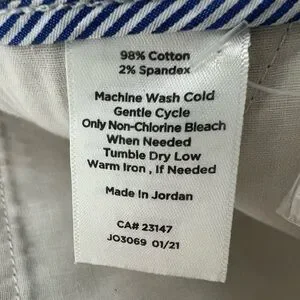 98% Cotton
2% Spandex
Machine Wash Cold
Gentle Cycle
Only Non-Chlorine Bleach
When Needed
Tumble Dry Low
Warm Iron , If Needed
Made In Jordan
CA# 23147
JO3069 01/21